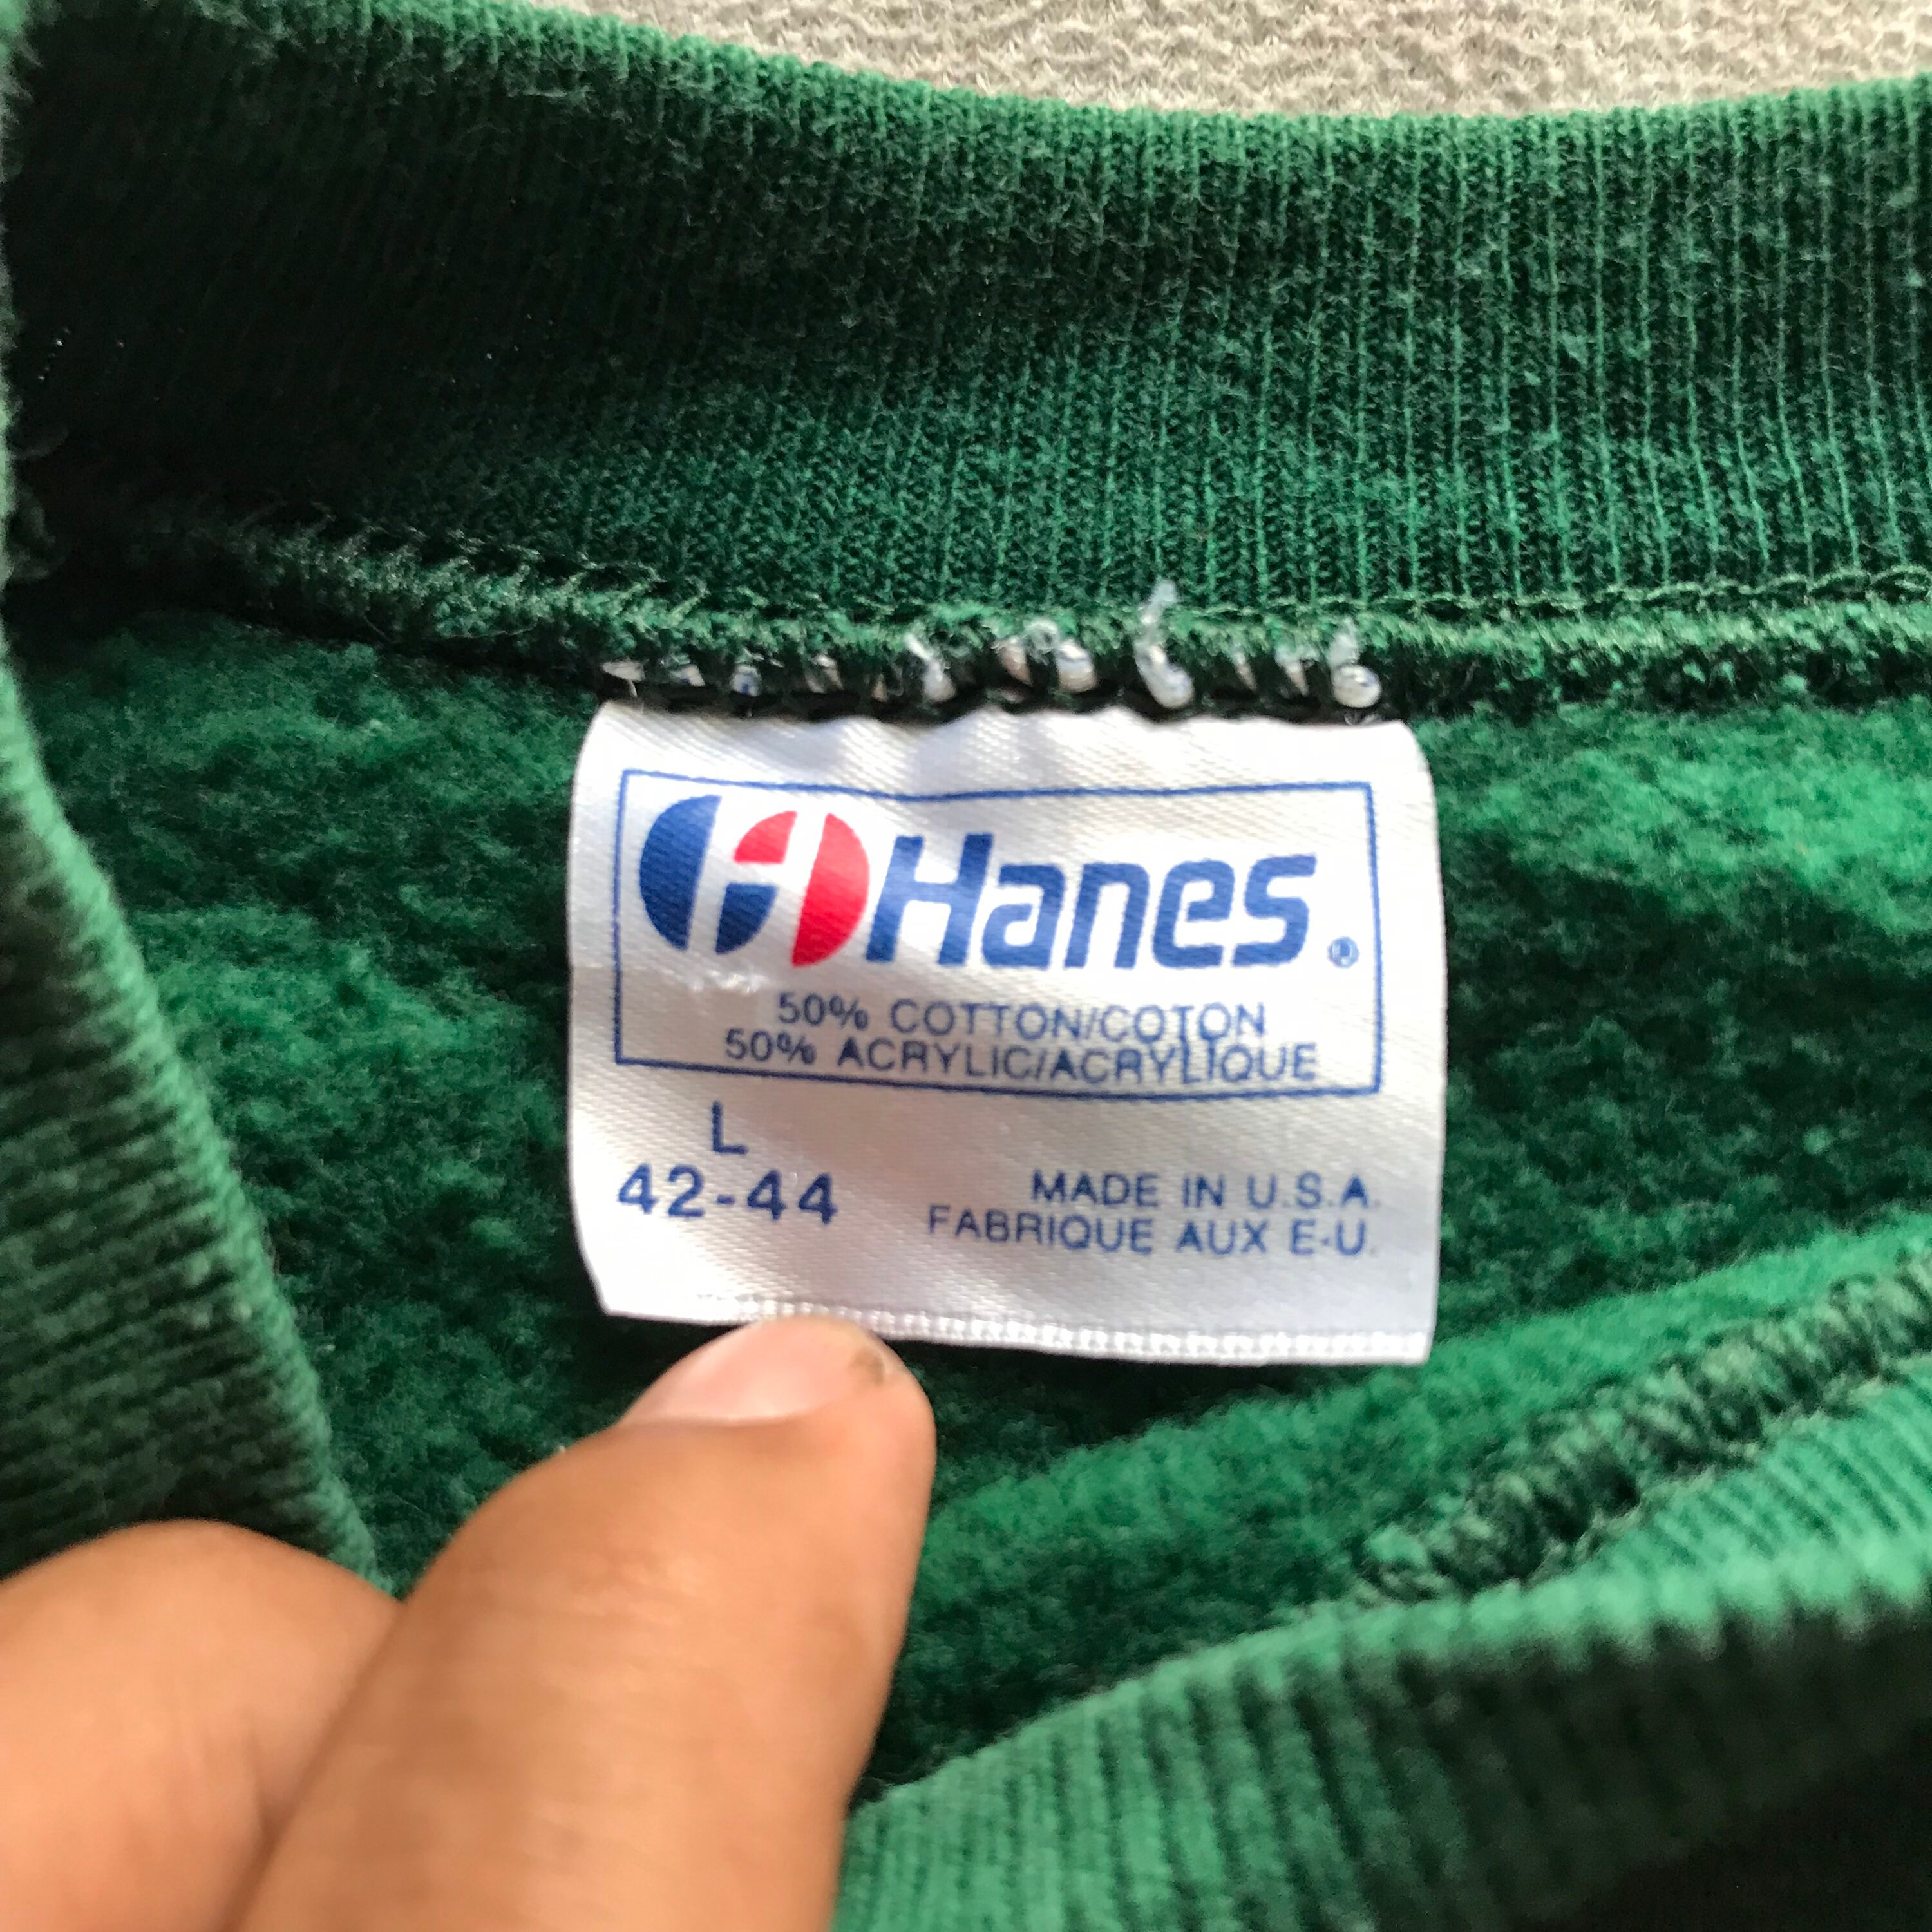 Hanes®
50% COTTON/COTON
50% ACRYLIC/ACRYLIQUE
L
42-44
MADE IN U.S.A.
FABRIQUE AUX E-U.